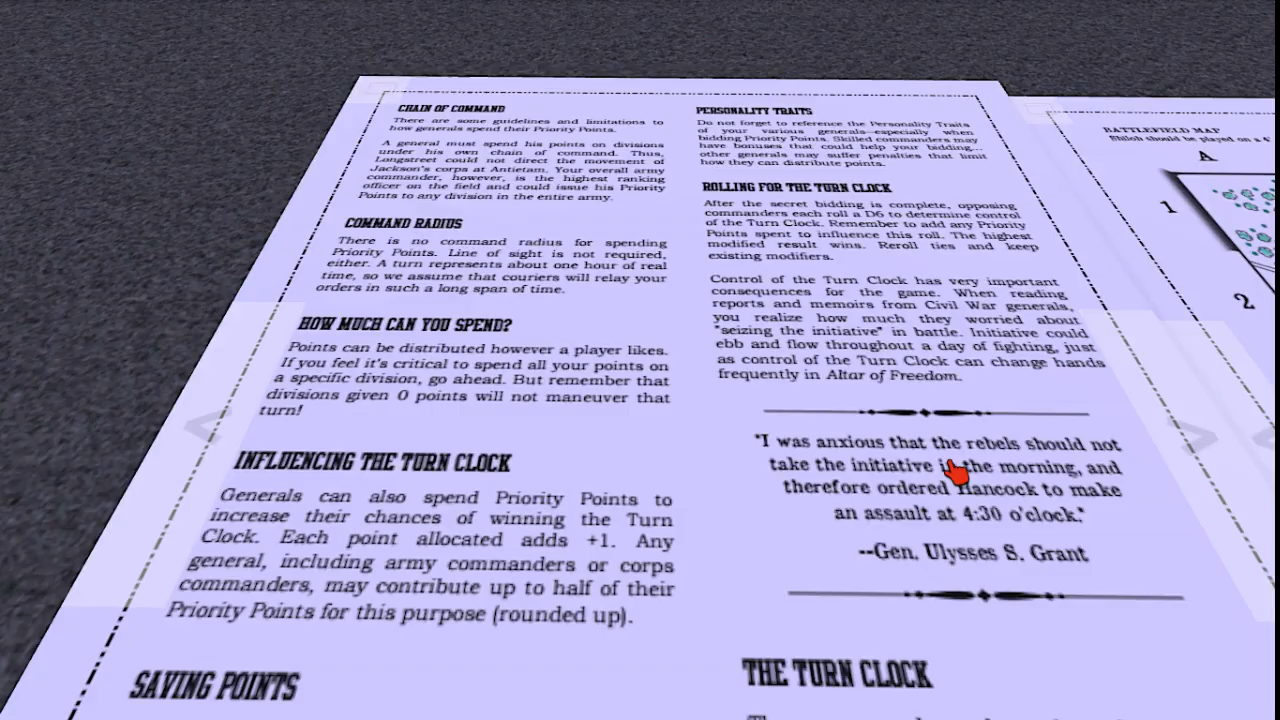 CHAIN OF COMMAND
There are some guidelines and limitations to
how generals spend their Priority Points.
A general must spend his points on divisions
under his own chain of command. Thus,
Longstreet could not direct the movement of
Jackson's corps at Antietam. Your overall army
commander, however, is the highest ranking
officer on the field and could issue his Priority
Points to any division in the entire army.
COMMAND RADIUS
There is no command radius for spending
Priority Points. Line of sight is not required,
either. A turn represents about one hour of real
time, so we assume that couriers will relay your
orders in such a long span of time.
HOW MUCH CAN YOU SPEND?
Points can be distributed however a player likes.
If you feel it's critical to spend all your points on
a specific division, go ahead. But remember that
divisions given 0 points will not maneuver that
turn!
INFLUENCING THE TURN CLOCK
Generals can also spend Priority Points to
increase their chances of winning the Turn
Clock. Each point allocated adds +1. Any
general, including army commanders or corps
commanders, may contribute up to half of their
Priority Points for this purpose (rounded up).
SAVING POINTS
PERSONALITY TRAITS
Do not forget to reference the Personality Traits
of your various generals—especially when
bidding Priority Points. Skilled commanders may
have bonuses that could help your bidding...
other generals may suffer penalties that limit
how they can distribute points.
ROLLING FOR THE TURN CLOCK
After the secret bidding is complete, opposing
commanders each roll a D6 to determine control
of the Turn Clock. Remember to add any Priority
Points spent to influence this roll. The highest
modified result wins. Reroll ties and keep
existing modifiers.
Control of the Turn Clock has very important
consequences for the game. When reading
reports and memoirs from Civil War generals,
you realize how much they worried about
"seizing the initiative" in battle. Initiative could
ebb and flow throughout a day of fighting, just
as control of the Turn Clock can change hands
frequently in Altar of Freedom.
"I was anxious that the rebels should not
take the initiative in the morning, and
therefore ordered Hancock to make
an assault at 4:30 o'clock."
--Gen. Ulysses S. Grant
THE TURN CLOCK
BATTLEFIELD MAP
Shiloh should be played on a 4'
A
1
2